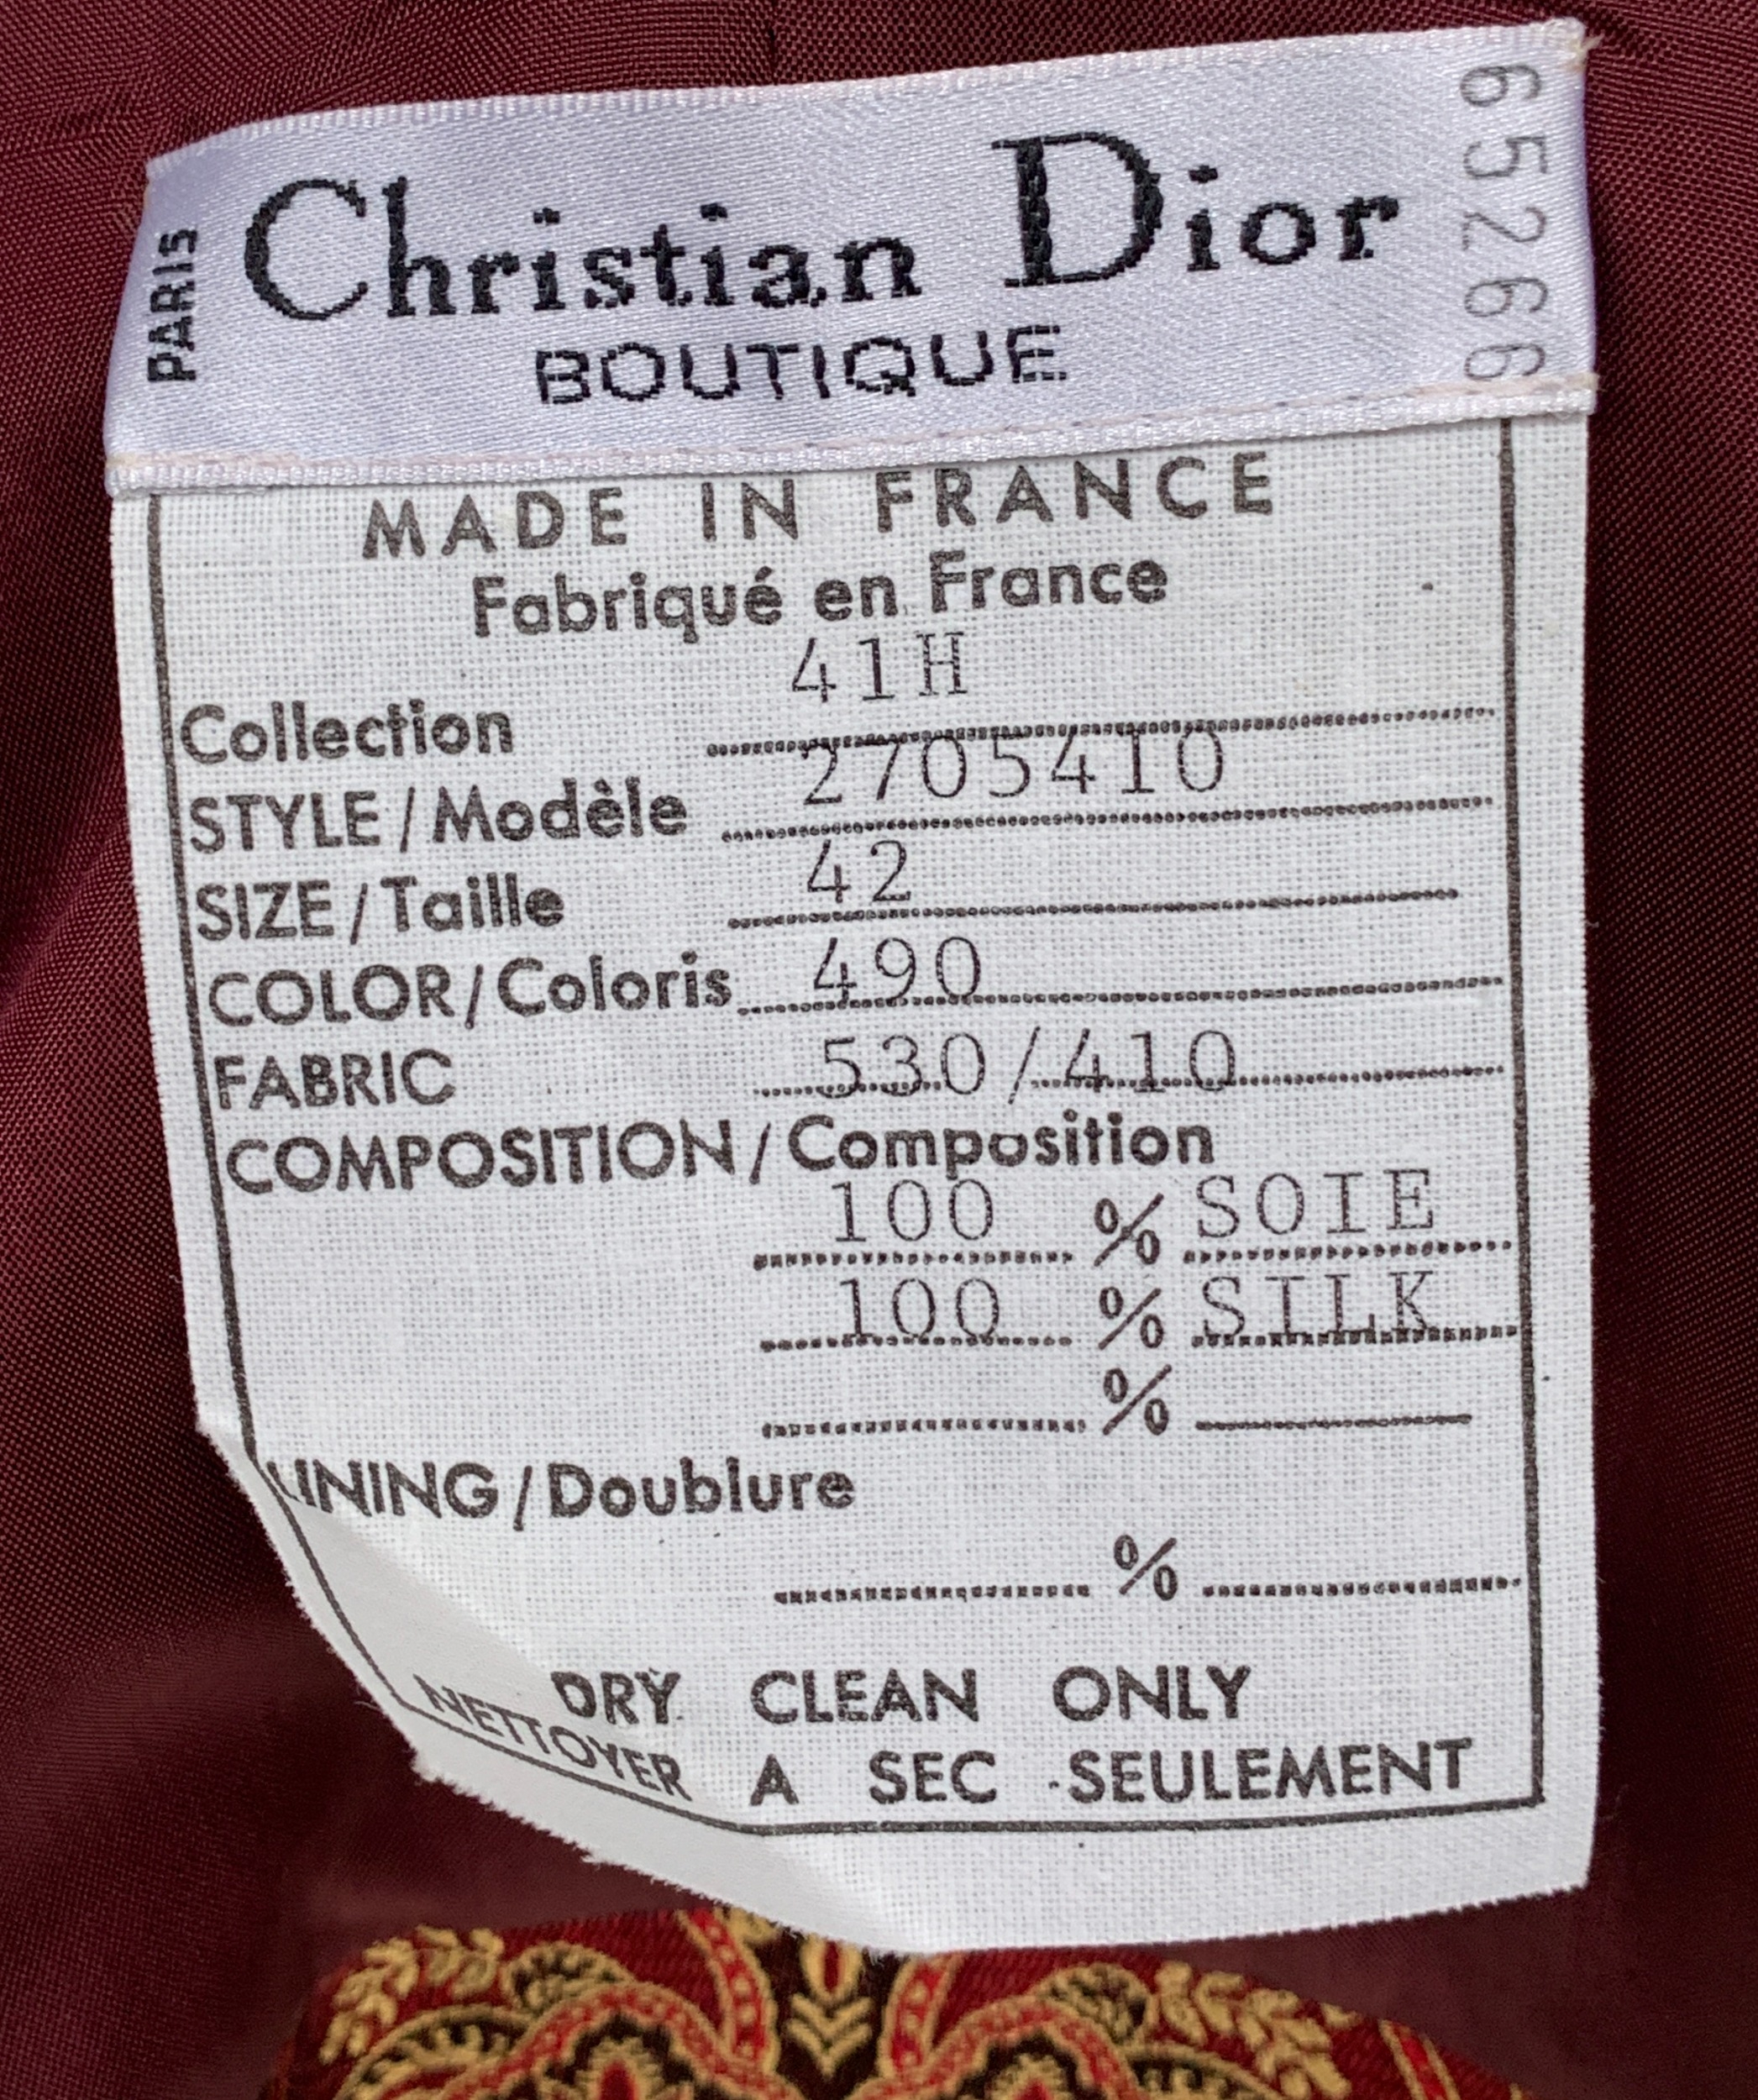 PARIS
Christian Dior
BOUTIQUE
65266
MADE IN FRANCE
Fabriqué en France
Collection 41H
STYLE/Modèle 2705410
SIZE/Taille 42
COLOR/Coloris 490
FABRIC 530/410
COMPOSITION/Composition
100 % SOIE
100 % SILK
%
LINING/Doublure
%
DRY CLEAN ONLY
NETTOYER A SEC SEULEMENT